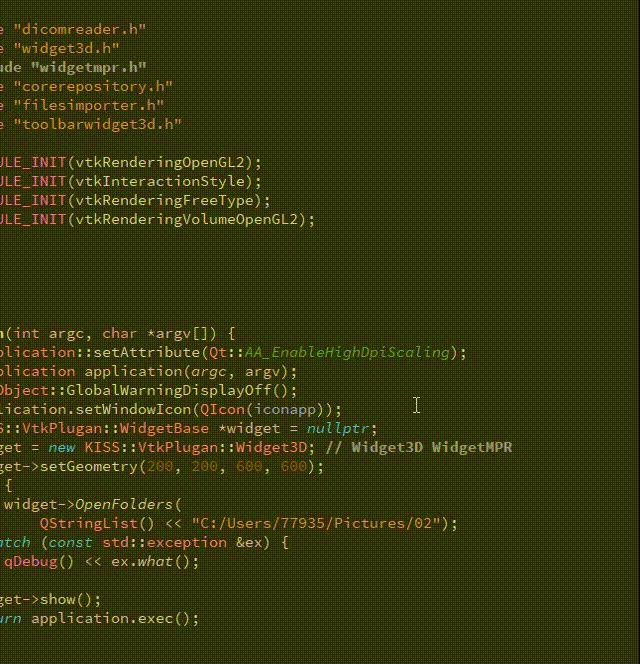 e "dicomreader.h"
e "widget3d.h"
ude "widgetmpr.h"
e "corerepository.h"
e "filesimporter.h"
e "toolbarwidget3d.h"
ULE_INIT(vtkRenderingOpenGL2);
ULE_INIT(vtkInteractionStyle);
ULE_INIT(vtkRenderingFreeType);
ULE_INIT(vtkRenderingVolumeOpenGL2);
n(int argc, char *argv[]) {
plication::setAttribute(Qt::AA_EnableHighDpiScaling);
plication application(argc, argv);
Object::GlobalWarningDisplayOff();
lication.setWindowIcon(QIcon(iconapp));
S::VtkPlugan::WidgetBase *widget = nullptr;
get = new KISS::VtkPlugan::Widget3D; // Widget3D WidgetMPR
get->setGeometry(200, 200, 600, 600);
{
widget->OpenFolders(
QStringList() << "C:/Users/77935/Pictures/02");
atch (const std::exception &ex) {
qDebug() << ex.what();
get->show();
urn application.exec();